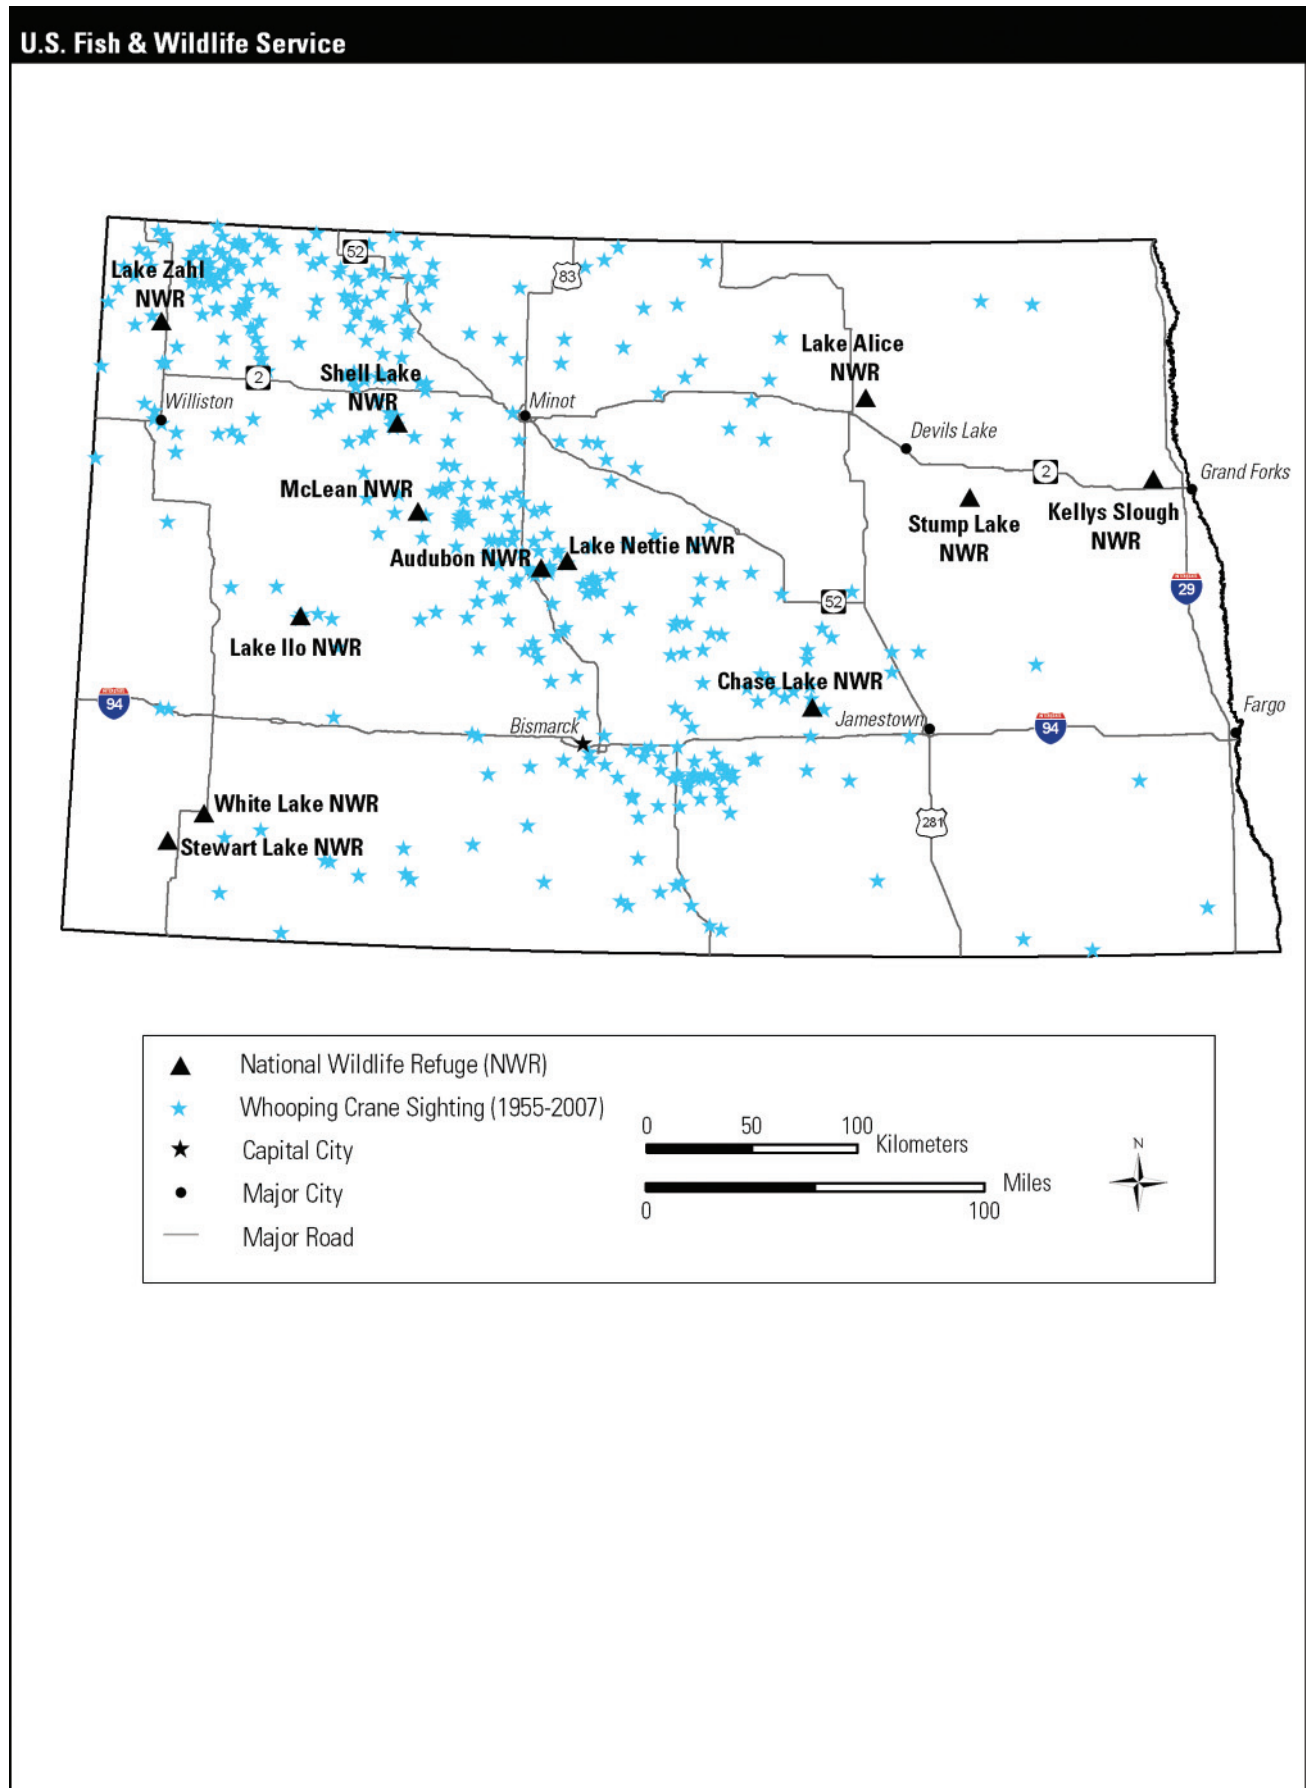 U.S. Fish & Wildlife Service
52
83
Lake Zahl
NWR
Lake Alice
NWR
2
Shell Lake
NWR
Williston
Minot
Devils Lake
2
Grand Forks
McLean NWR
Stump Lake
NWR
Kellys Slough
NWR
Audubon NWR
Lake Nettie NWR
52
INTERSTATE
29
Lake Ilo NWR
Chase Lake NWR
INTERSTATE
94
Bismarck
Jamestown
INTERSTATE
94
Fargo
White Lake NWR
Stewart Lake NWR
281
National Wildlife Refuge (NWR)
Whooping Crane Sighting (1955-2007)
Capital City
Major City
Major Road
0 50 100
Kilometers
Miles
0 100
N